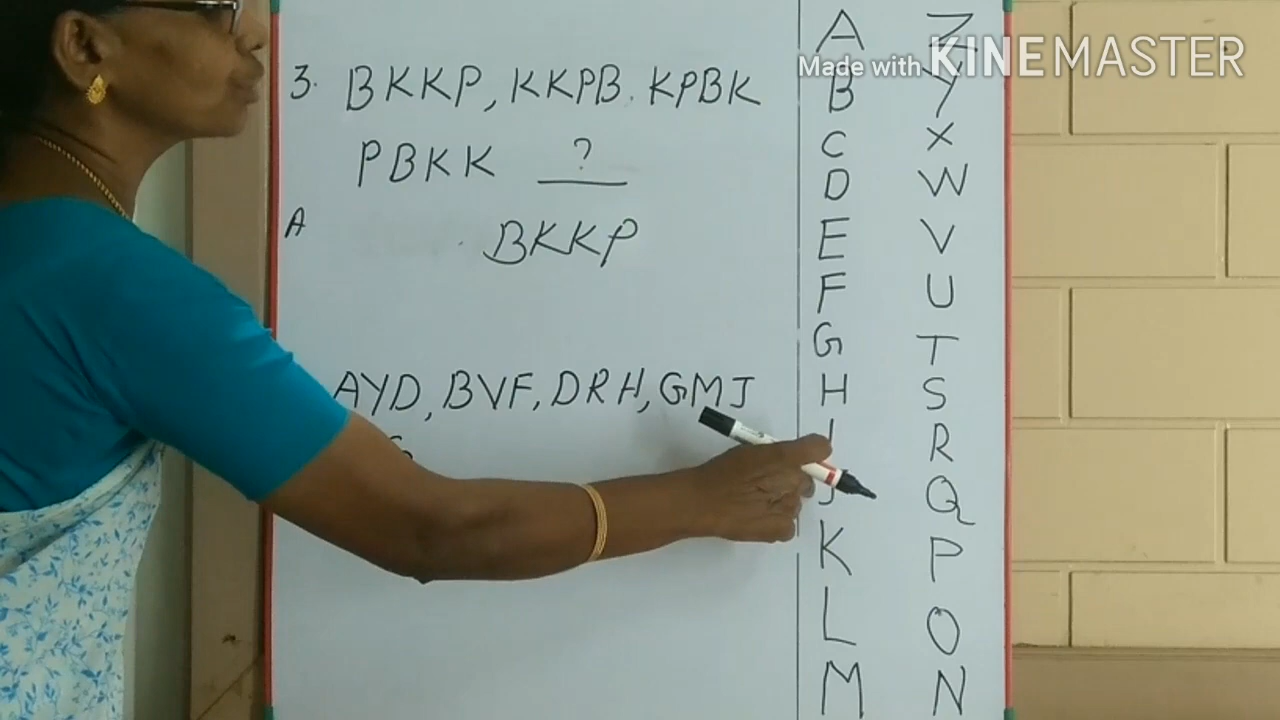 3. BKKP, KKPB. KPBK
PBKK ?
A
BKKP
AYD, BVF, DRH, GMJ
A Z
Made with KINEMASTER
B Y
C X
D W
E V
F U
G T
H S
I R
J Q
K P
L O
M N